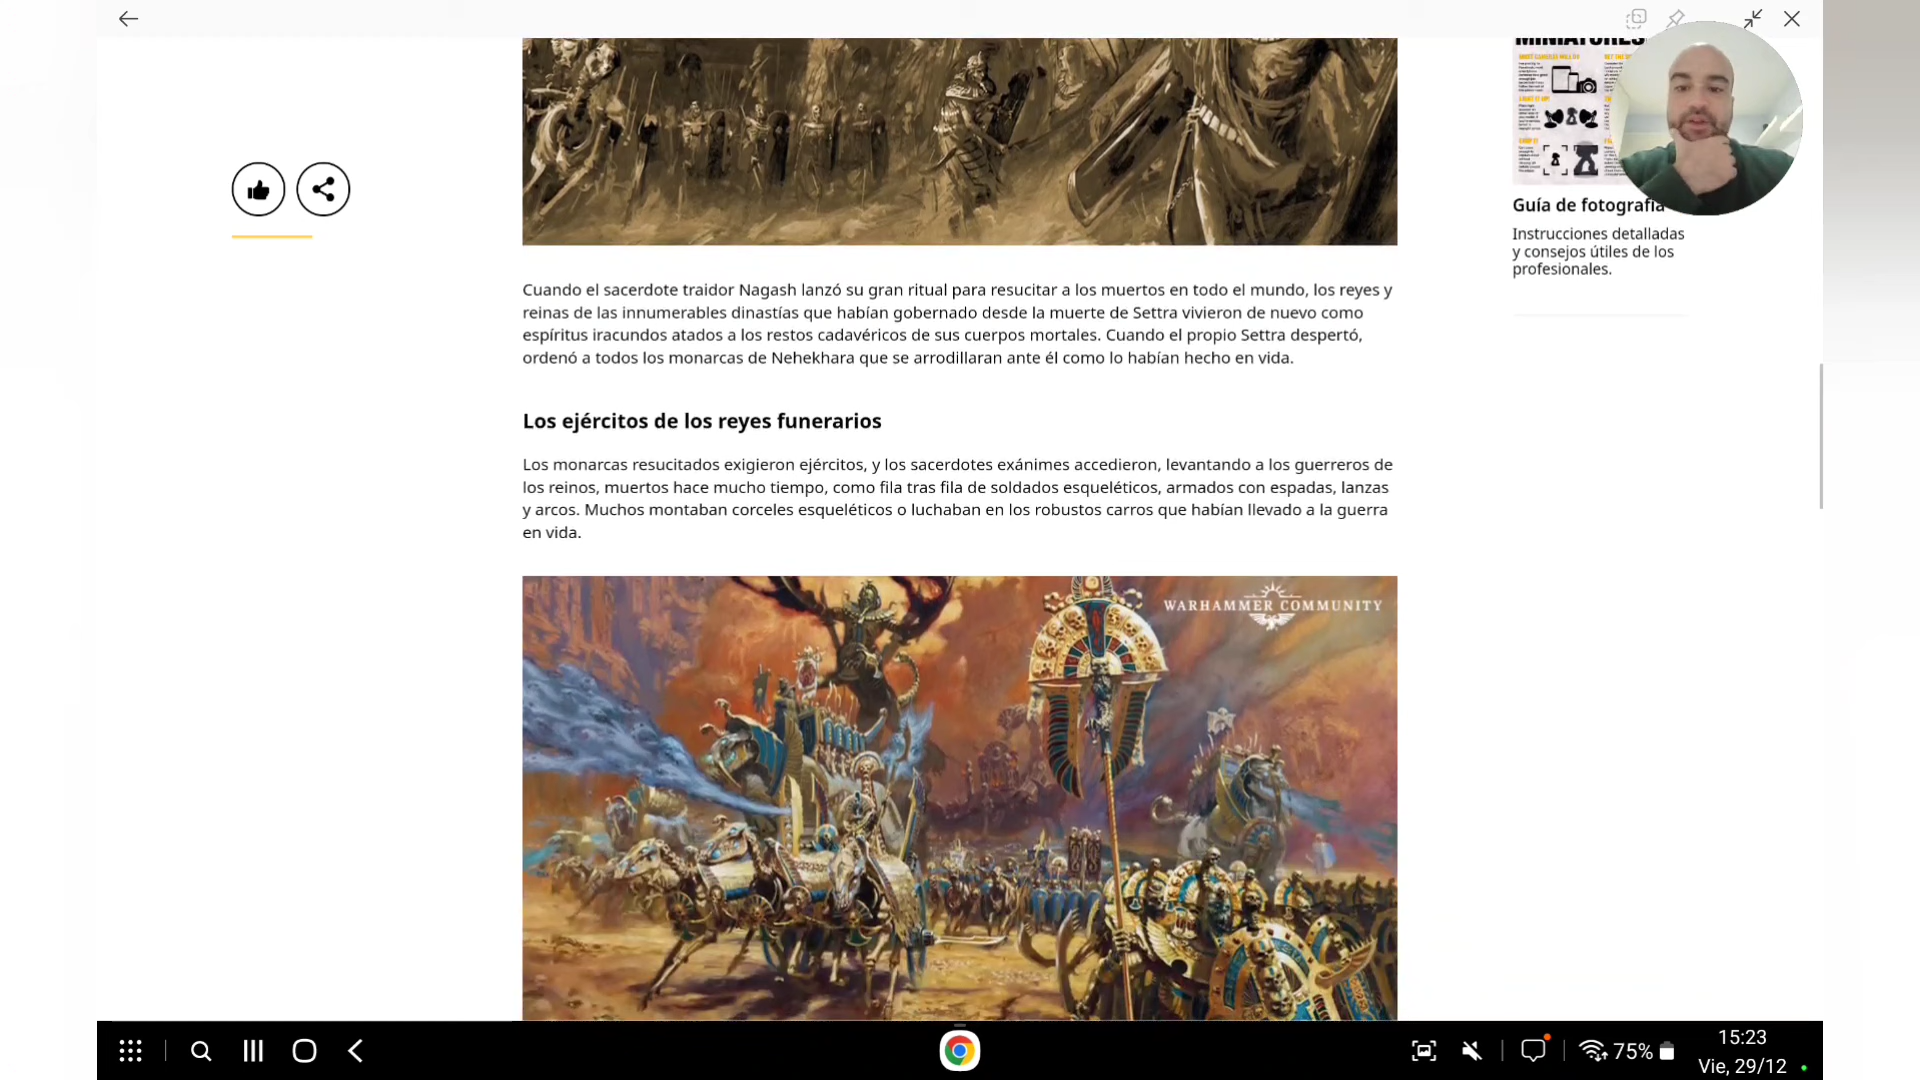 MINIATURES
Guía de fotografía
Instrucciones detalladas
y consejos útiles de los
profesionales.
Cuando el sacerdote traidor Nagash lanzó su gran ritual para resucitar a los muertos en todo el mundo, los reyes y
reinas de las innumerables dinastías que habían gobernado desde la muerte de Settra vivieron de nuevo como
espíritus iracundos atados a los restos cadavéricos de sus cuerpos mortales. Cuando el propio Settra despertó,
ordenó a todos los monarcas de Nehekhara que se arrodillaran ante él como lo habían hecho en vida.
Los ejércitos de los reyes funerarios
Los monarcas resucitados exigieron ejércitos, y los sacerdotes exánimes accedieron, levantando a los guerreros de
los reinos, muertos hace mucho tiempo, como fila tras fila de soldados esqueléticos, armados con espadas, lanzas
y arcos. Muchos montaban corceles esqueléticos o luchaban en los robustos carros que habían llevado a la guerra
en vida.
WARHAMMER COMMUNITY
75%
15:23
Vie, 29/12